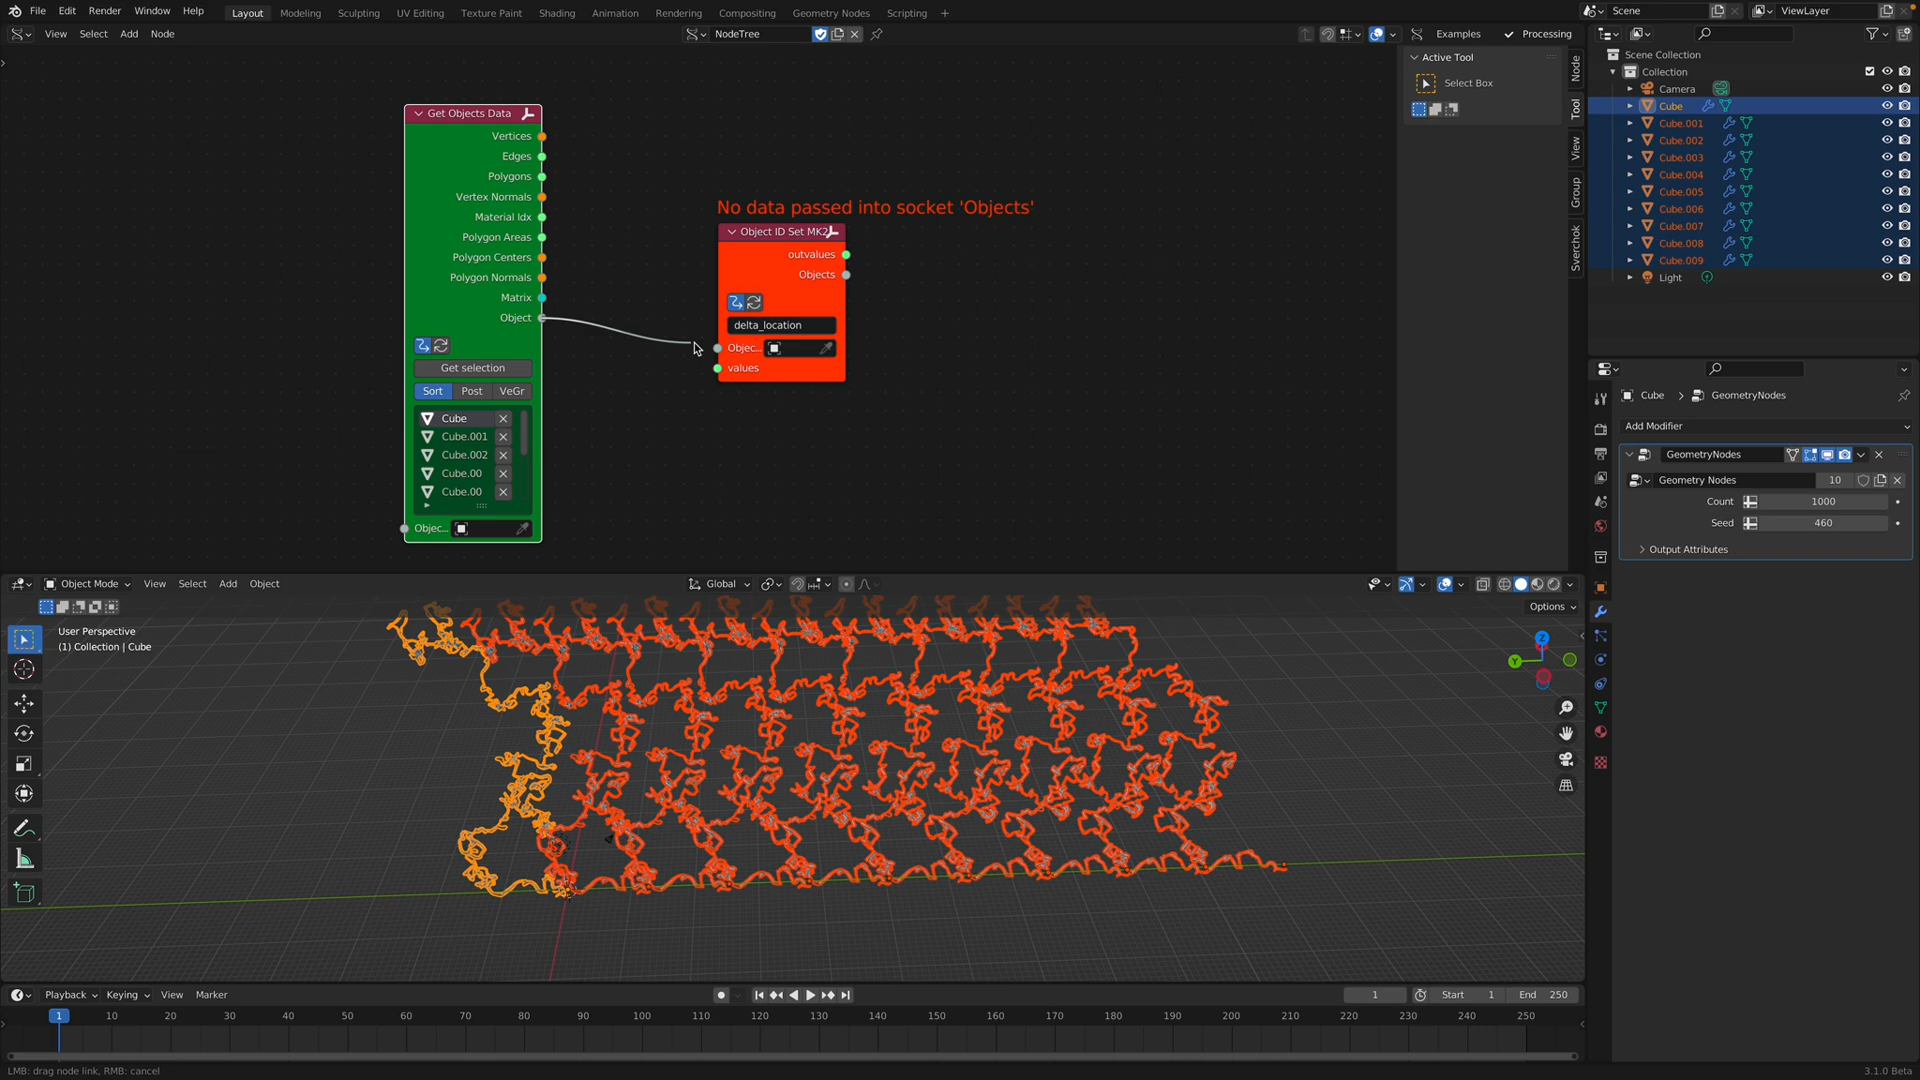 File Edit Render Window Help
Layout Modeling Sculpting UV Editing Texture Paint Shading Animation Rendering Compositing Geometry Nodes Scripting +
Scene
ViewLayer
View Select Add Node
NodeTree
Examples
Processing
Active Tool
Select Box
Node
Tool
View
Group
Sverchok
Get Objects Data
Vertices
Edges
Polygons
Vertex Normals
Material Idx
Polygon Areas
Polygon Centers
Polygon Normals
Matrix
Object
Get selection
Sort Post VeGr
Cube
Cube.001
Cube.002
Cube.00
Cube.00
Objec...
No data passed into socket 'Objects'
Object ID Set MK2
outvalues
Objects
delta_location
Objec...
values
Scene Collection
Collection
Camera
Cube
Cube.001
Cube.002
Cube.003
Cube.004
Cube.005
Cube.006
Cube.007
Cube.008
Cube.009
Light
Cube > GeometryNodes
Add Modifier
GeometryNodes
Geometry Nodes 10
Count 1000
Seed 460
Output Attributes
Object Mode View Select Add Object
Global
Options
User Perspective
(1) Collection | Cube
Z
Y
Playback Keying View Marker
1
Start 1
End 250
1 10 20 30 40 50 60 70 80 90 100 110 120 130 140 150 160 170 180 190 200 210 220 230 240 250
LMB: drag node link, RMB: cancel
3.1.0 Beta